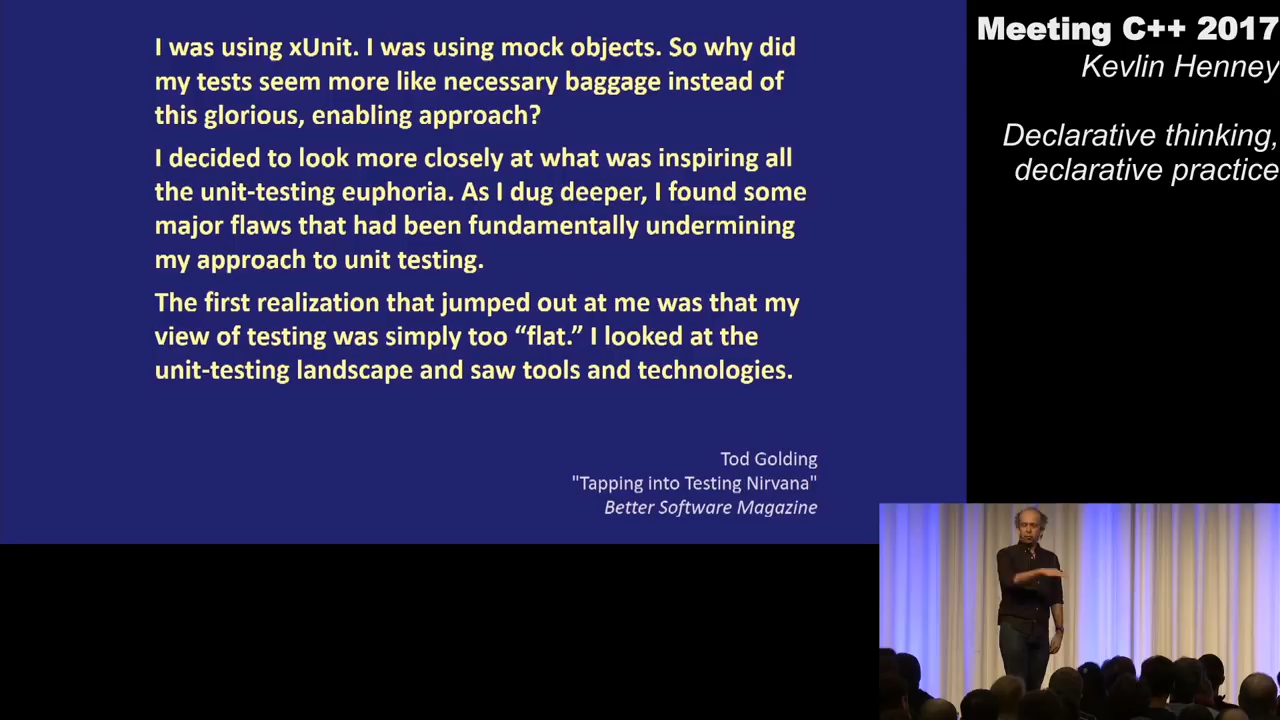 I was using xUnit. I was using mock objects. So why did
my tests seem more like necessary baggage instead of
this glorious, enabling approach?
I decided to look more closely at what was inspiring all
the unit-testing euphoria. As I dug deeper, I found some
major flaws that had been fundamentally undermining
my approach to unit testing.
The first realization that jumped out at me was that my
view of testing was simply too “flat.” I looked at the
unit-testing landscape and saw tools and technologies.
Tod Golding
"Tapping into Testing Nirvana"
Better Software Magazine
Meeting C++ 2017
Kevlin Henney
Declarative thinking,
declarative practice